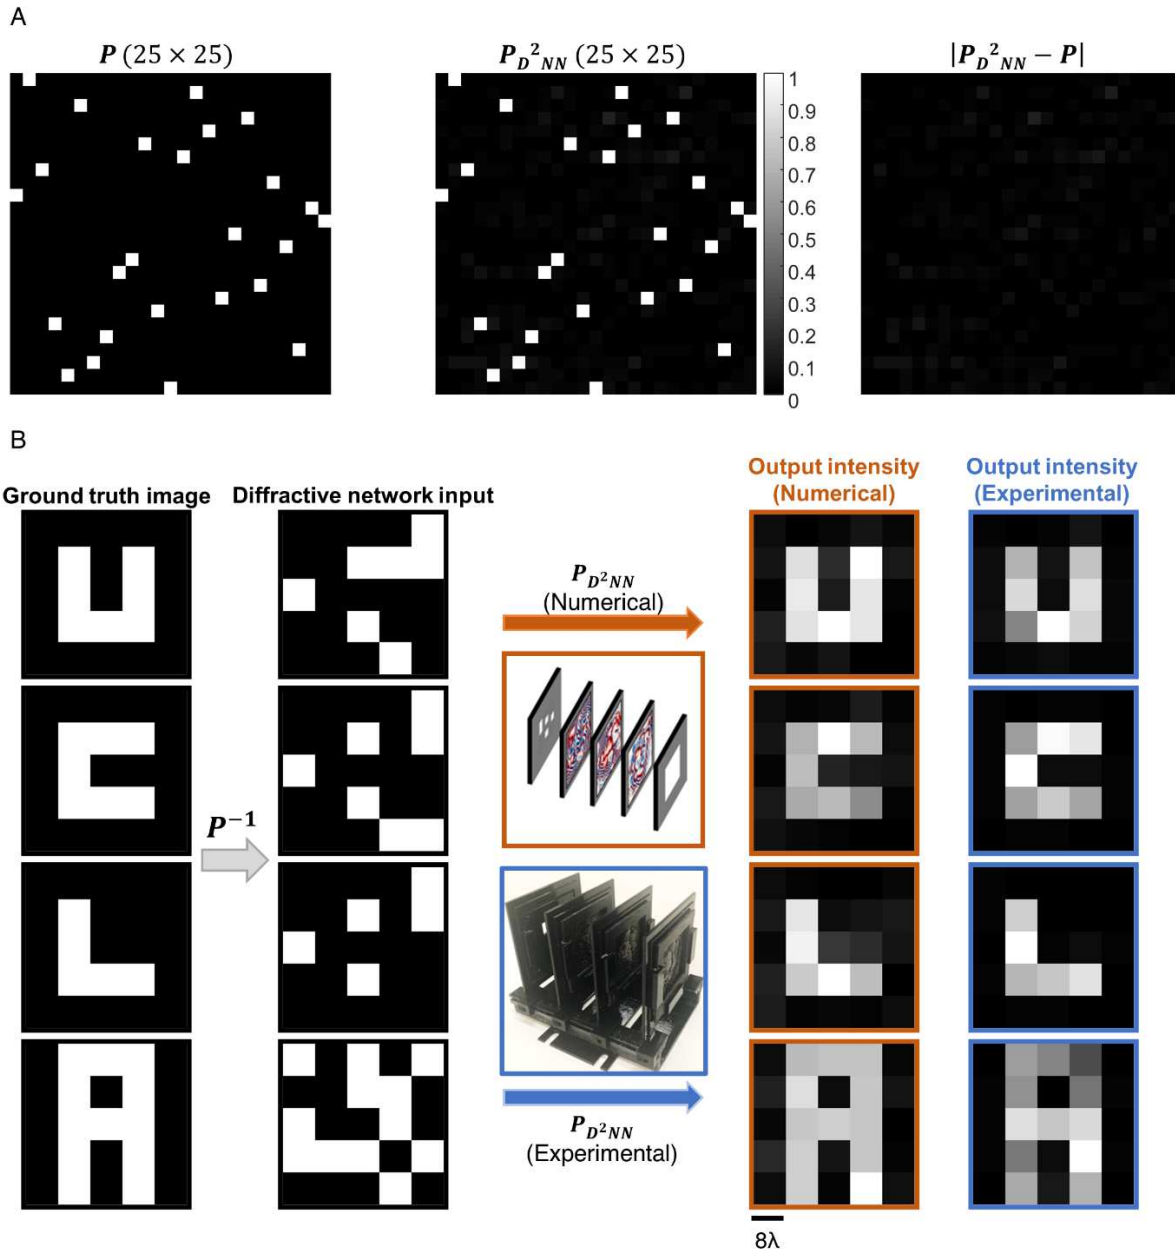 A
P (25 × 25)
P_D²NN (25 × 25)
|P_D²NN − P|
1
0.9
0.8
0.7
0.6
0.5
0.4
0.3
0.2
0.1
0
B
Ground truth image
Diffractive network input
Output intensity
(Numerical)
Output intensity
(Experimental)
P_D²NN
(Numerical)
P⁻¹
P_D²NN
(Experimental)
8λ